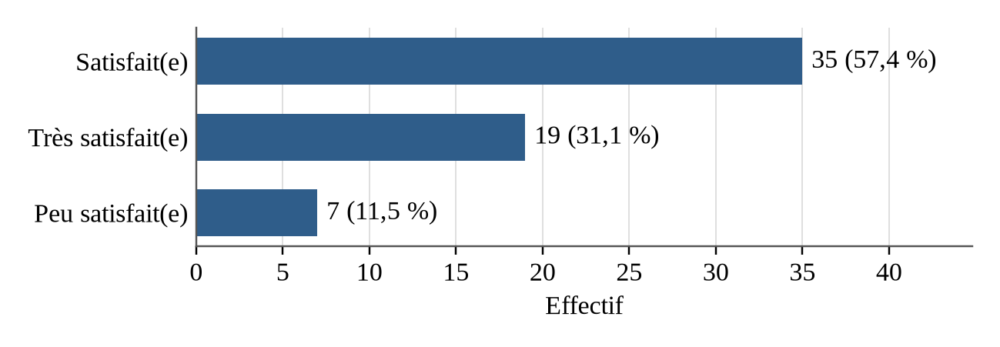 Satisfait(e) 35 (57,4 %)
Très satisfait(e) 19 (31,1 %)
Peu satisfait(e) 7 (11,5 %)
0 5 10 15 20 25 30 35 40
Effectif